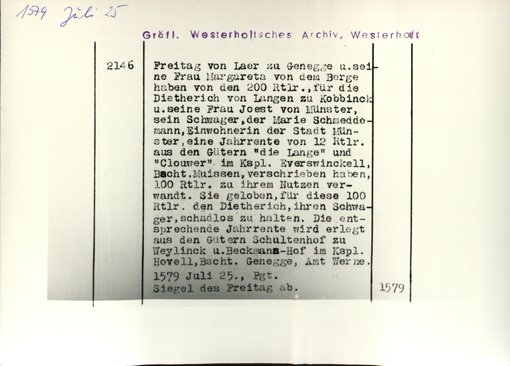 1579 Juli 25
Gräfl. Westerholtsches Archiv, Westerholt
2146 Freitag von Laer zu Genegge u.sei-
ne Frau Margareta von dem Berge
haben von den 200 Rtlr.,für die
Dietherich von Langen zu Kobbinck
u.seine Frau Joest von Münster,
sein Schwager,der Marie Schmedde-
mann,Einwohnerin der Stadt Mün-
ster,eine Jahrrente von 12 Rtlr.
aus den Gütern "die Lange" und
"Clouwer" im Kspl. Everswinckell,
Bscht.Muissen,verschrieben haben,
100 Rtlr. zu ihrem Nutzen ver-
wandt. Sie geloben,für diese 100
Rtlr. den Dietherich,ihren Schwa-
ger,schadlos zu halten. Die ent-
sprechende Jahrrente wird erlegt
aus den Gütern Schultenhof zu
Weylinck u.Beckmans-Hof im Kspl.
Hovell,Bscht. Genegge, Amt Werne.
1579 Juli 25., Pgt.
Siegel des Freitag ab. 1579